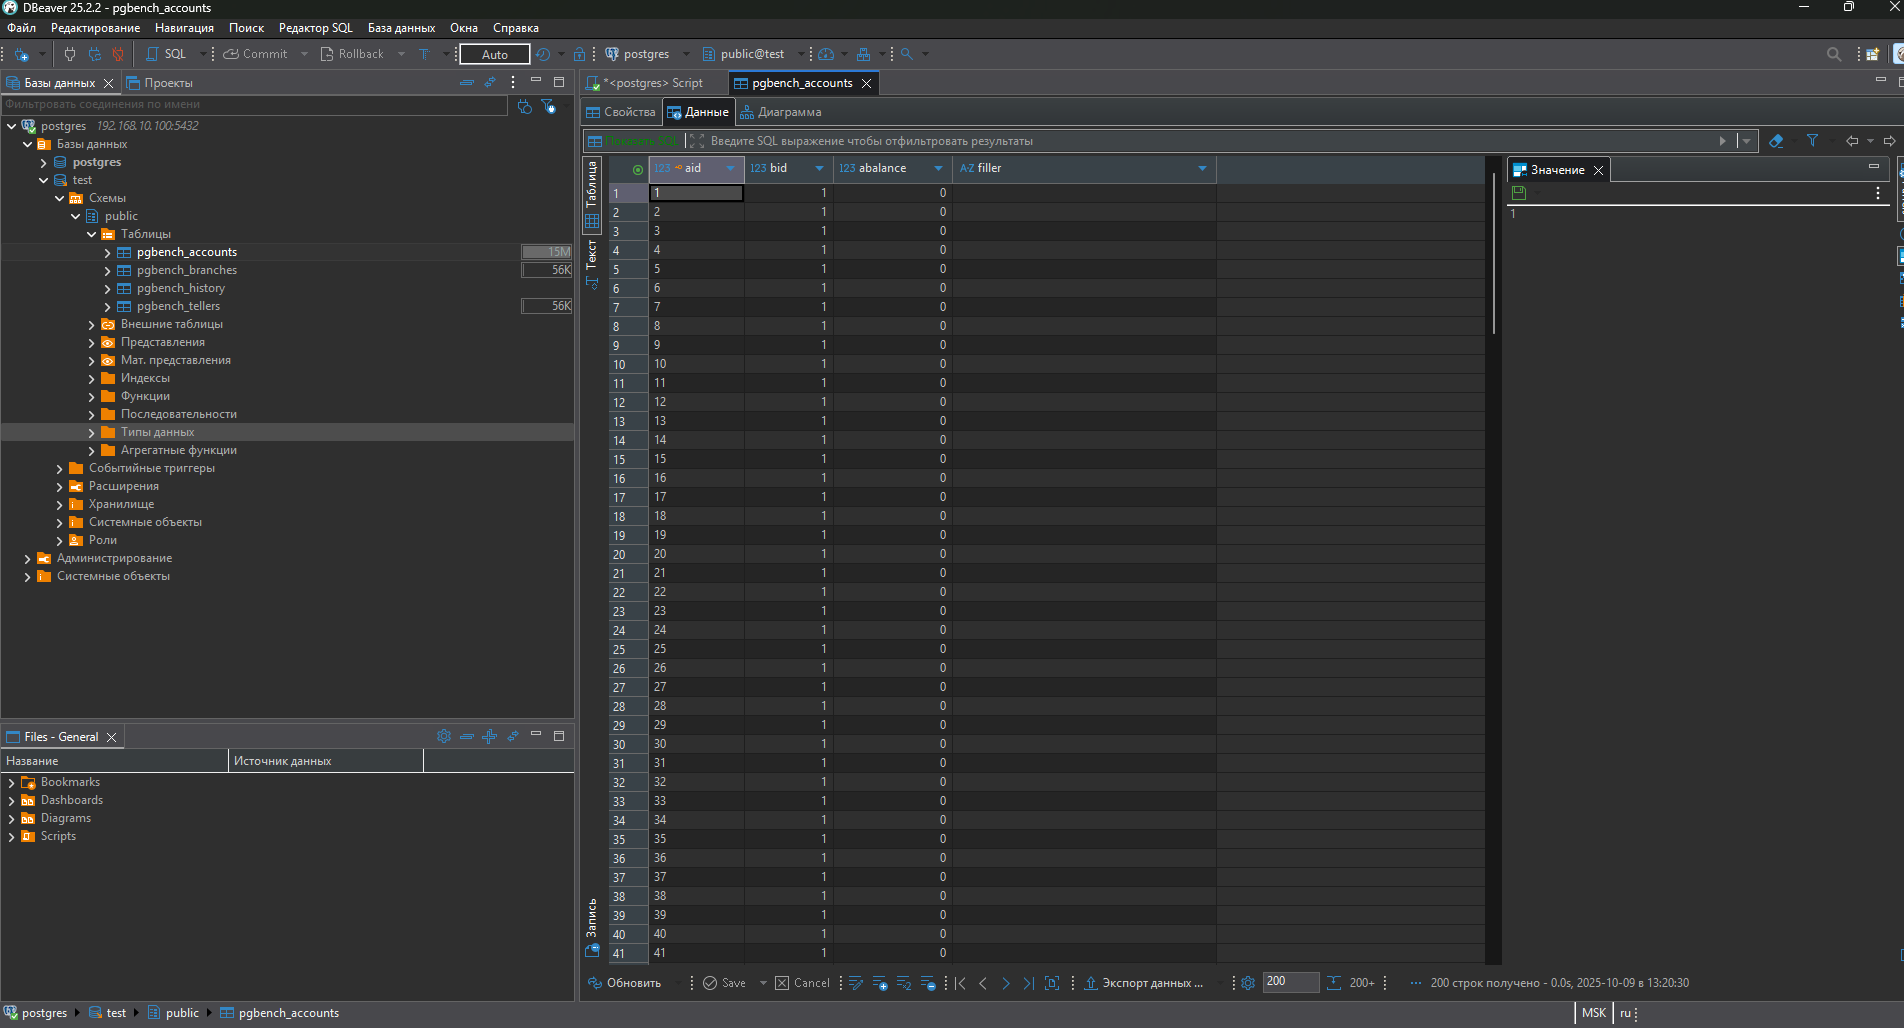 DBeaver 25.2.2 - pgbench_accounts
Файл Редактирование Навигация Поиск Редактор SQL База данных Окна Справка
SQL Commit Rollback T Auto postgres public@test
Базы данных Проекты
Фильтровать соединения по имени
postgres 192.168.10.100:5432
Базы данных
postgres
test
Схемы
public
Таблицы
pgbench_accounts 15M
pgbench_branches 56K
pgbench_history
pgbench_tellers 56K
Внешние таблицы
Представления
Мат. представления
Индексы
Функции
Последовательности
Типы данных
Агрегатные функции
Событийные триггеры
Расширения
Хранилище
Системные объекты
Роли
Администрирование
Системные объекты
Files - General
Название Источник данных
Bookmarks
Dashboards
Diagrams
Scripts
*<postgres> Script pgbench_accounts
Свойства Данные Диаграмма
Показать SQL Введите SQL выражение чтобы отфильтровать результаты
Таблица
Текст
Запись
123 aid 123 bid 123 abalance A-Z filler
1 1 1 0
2 2 1 0
3 3 1 0
4 4 1 0
5 5 1 0
6 6 1 0
7 7 1 0
8 8 1 0
9 9 1 0
10 10 1 0
11 11 1 0
12 12 1 0
13 13 1 0
14 14 1 0
15 15 1 0
16 16 1 0
17 17 1 0
18 18 1 0
19 19 1 0
20 20 1 0
21 21 1 0
22 22 1 0
23 23 1 0
24 24 1 0
25 25 1 0
26 26 1 0
27 27 1 0
28 28 1 0
29 29 1 0
30 30 1 0
31 31 1 0
32 32 1 0
33 33 1 0
34 34 1 0
35 35 1 0
36 36 1 0
37 37 1 0
38 38 1 0
39 39 1 0
40 40 1 0
41 41 1 0
Значение
1
Обновить Save Cancel Экспорт данных ... 200 200+ ... 200 строк получено - 0.0s, 2025-10-09 в 13:20:30
postgres test public pgbench_accounts MSK ru